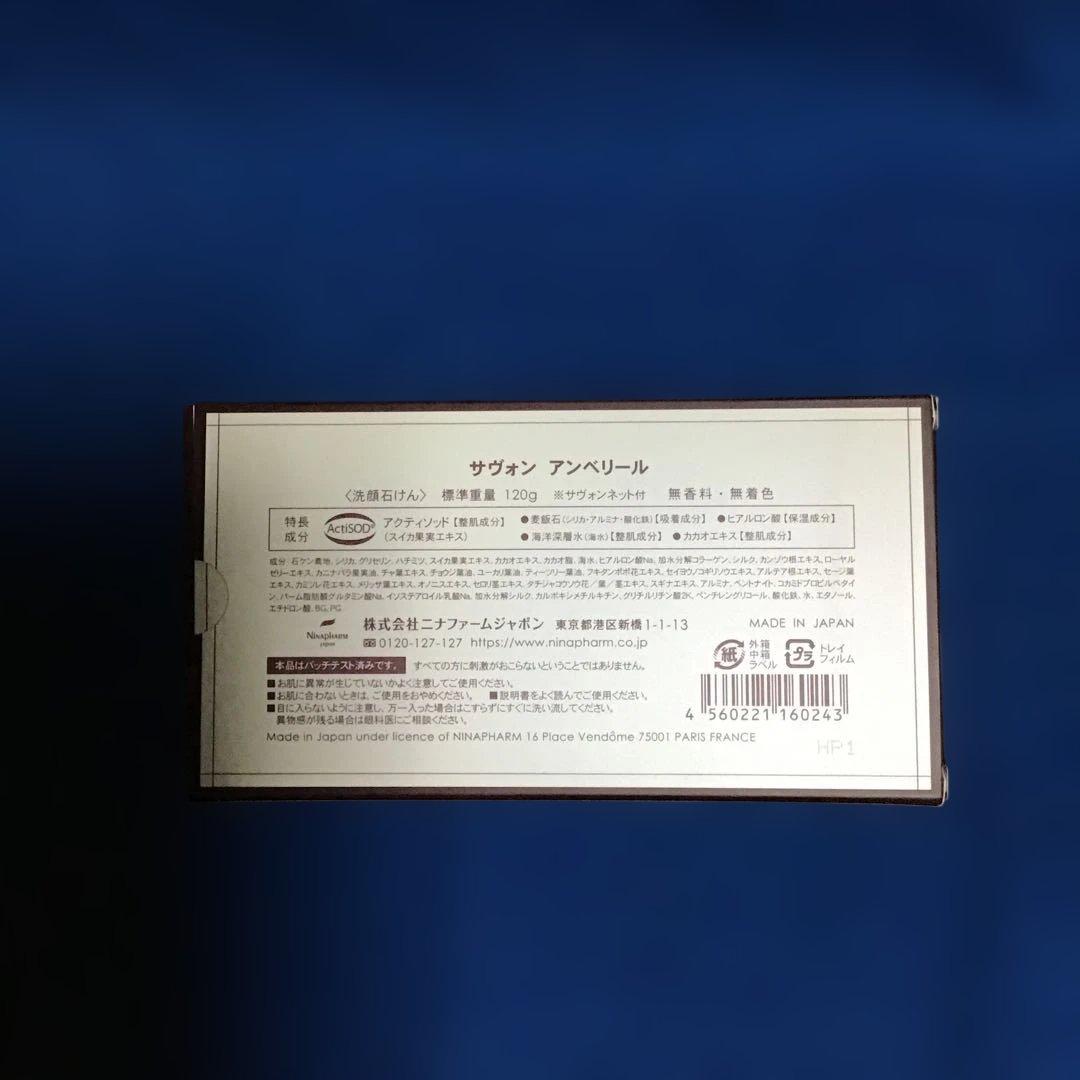 サヴォン アンベリール
〈洗顔石けん〉 標準重量 120g ※サヴォンネット付 無香料・無着色
特長成分 ActiSOD® アクティソッド【整肌成分】(スイカ果実エキス)
●麦飯石(シリカ・アルミナ・酸化鉄)【吸着成分】 ●ヒアルロン酸【保湿成分】
●海洋深層水(海水)【整肌成分】 ●カカオエキス【整肌成分】
成分:石ケン素地、シリカ、グリセリン、ハチミツ、スイカ果実エキス、カカオエキス、カカオ脂、海水、ヒアルロン酸Na、加水分解コラーゲン、シルク、カンゾウ根エキス、ローヤル
ゼリーエキス、カニナバラ果実油、チャ葉エキス、チョウジ葉油、ユーカリ葉油、ティーツリー葉油、フキタンポポ花エキス、セイヨウノコギリソウエキス、アルテア根エキス、セージ葉
エキス、カミツレ花エキス、メリッサ葉エキス、オノニスエキス、セロリ茎エキス、タチジャコウソウ花/葉/茎エキス、スギナエキス、アルミナ、ベントナイト、コカミドプロピルベタイ
ン、パーム脂肪酸グルタミン酸Na、イソステアロイル乳酸Na、加水分解シルク、カルボキシメチルキチン、グリチルリチン酸2K、ペンチレングリコール、酸化鉄、水、エタノール、
エチドロン酸、BG、PG
NINAPHARM
JAPON
株式会社ニナファームジャポン 東京都港区新橋1-1-13 MADE IN JAPAN
0120-127-127 https://www.ninapharm.co.jp
紙 外箱
中箱
ラベル
プラ トレイ
フィルム
本品はパッチテスト済みです。 すべての方に刺激がおこらないということではありません。
■お肌に異常が生じていないかよく注意してご使用ください。
■お肌に合わないときは、ご使用をおやめください。 ■説明書をよく読んでご使用ください。
■目に入らないように注意し、万一入った場合はこすらずにすぐに洗い流してください。
異物感が残る場合は眼科医にご相談ください。
4 560221 160243
Made in Japan under licence of NINAPHARM 16 Place Vendôme 75001 PARIS FRANCE
HP1